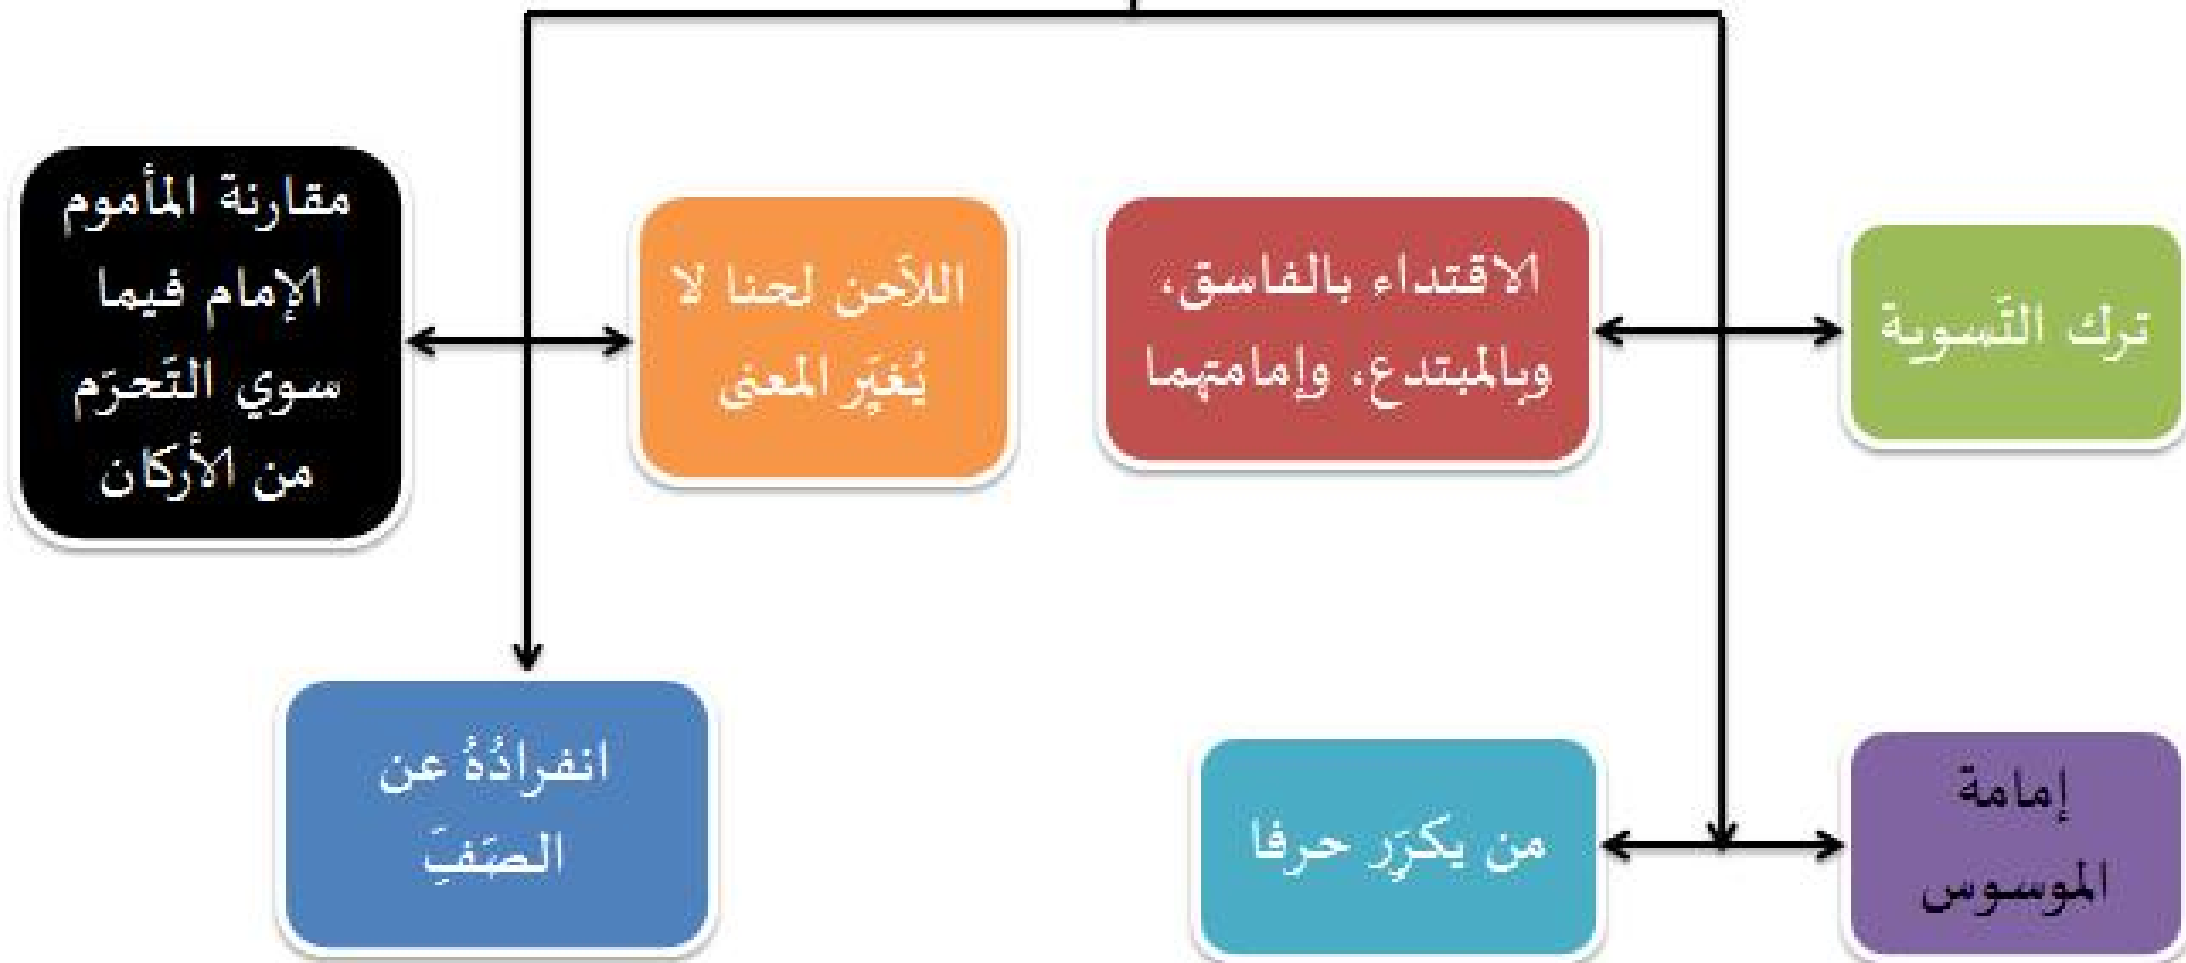 ترك التَسوية
الاقتداء بالفاسق،
وبالمبتدع، وإمامتهما
اللاَحن لحنا لا
يُغيَر المعنى
مقارنة المأموم
الإمام فيما
سوي التَحرَم
من الأركان
إمامة
الموسوس
من يكرَر حرفا
انفرادُهُ عن
الصَفِ